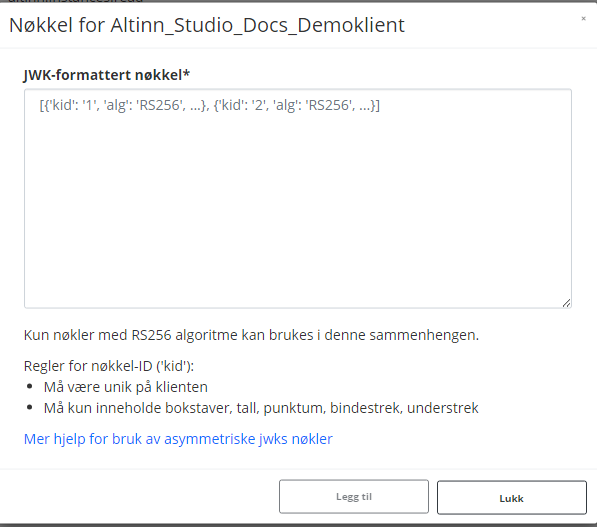 Nøkkel for Altinn_Studio_Docs_Demoklient
×
JWK-formattert nøkkel*
[{'kid': '1', 'alg': 'RS256', ...}, {'kid': '2', 'alg': 'RS256', ...}]
Kun nøkler med RS256 algoritme kan brukes i denne sammenhengen.
Regler for nøkkel-ID ('kid'):
• Må være unik på klienten
• Må kun inneholde bokstaver, tall, punktum, bindestrek, understrek
Mer hjelp for bruk av asymmetriske jwks nøkler
Legg til
Lukk